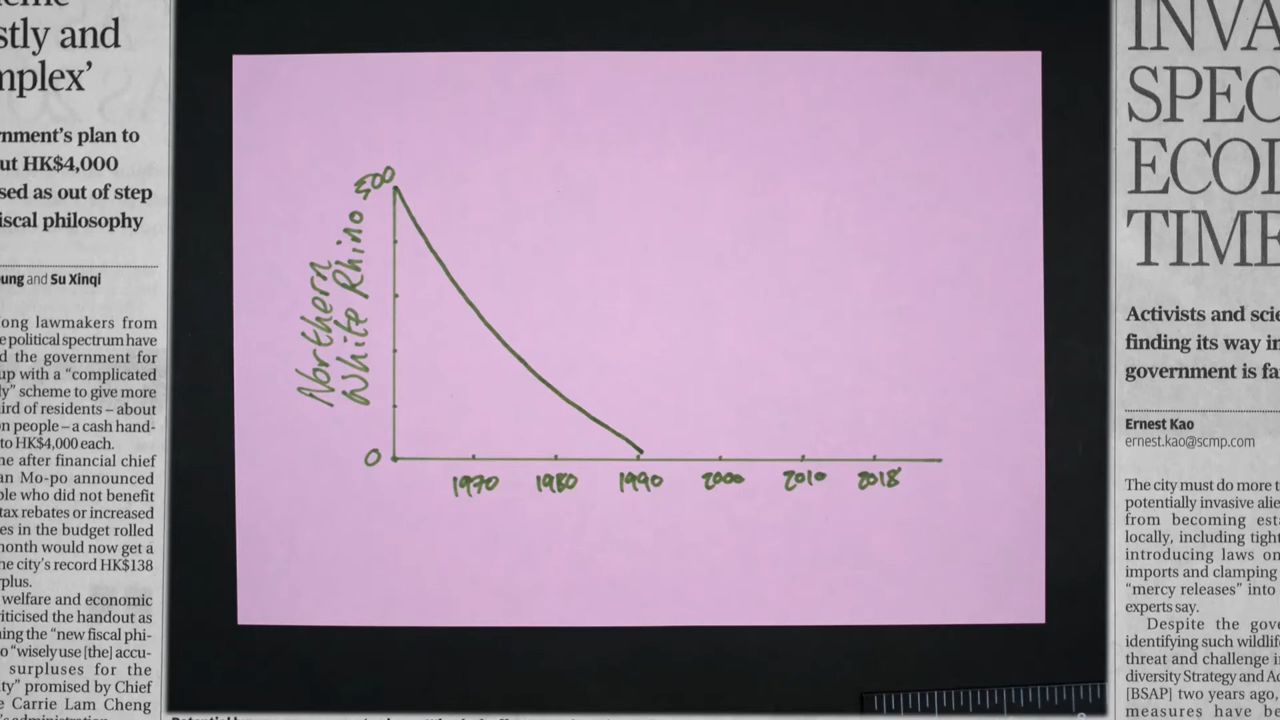 stly and
mplex’
rnment’s plan to
ut HK$4,000
sed as out of step
iscal philosophy
ung and Su Xinqi
ong lawmakers from
e political spectrum have
d the government for
up with a “complicated
ly” scheme to give more
ird of residents – about
n people – a cash hand-
to HK$4,000 each.
ne after financial chief
an Mo-po announced
ple who did not benefit
tax rebates or increased
es in the budget rolled
month would now get a
he city’s record HK$138
rplus.
welfare and economic
riticised the handout as
ning the “new fiscal phi-
o “wisely use [the] accu-
surpluses for the
ty” promised by Chief
e Carrie Lam Cheng
500
Northern
White Rhino
0
1970 1980 1990 2000 2010 2018
INVA
SPEC
ECOL
TIME
Activists and scie
finding its way in
government is fa
Ernest Kao
ernest.kao@scmp.com
The city must do more t
potentially invasive alie
from becoming esta
locally, including tight
introducing laws on
imports and clamping
“mercy releases” into
experts say.
Despite the gove
identifying such wildlif
threat and challenge i
diversity Strategy and Ac
[BSAP] two years ago,
measures have be